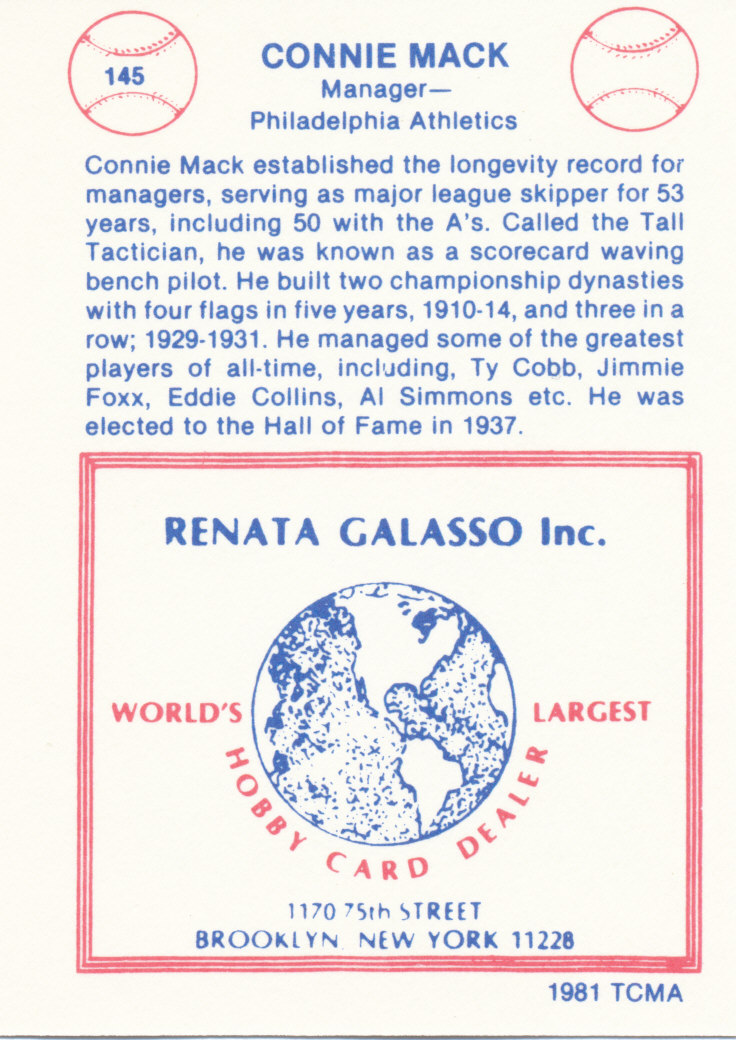 145
CONNIE MACK
Manager—
Philadelphia Athletics
Connie Mack established the longevity record for
managers, serving as major league skipper for 53
years, including 50 with the A's. Called the Tall
Tactician, he was known as a scorecard waving
bench pilot. He built two championship dynasties
with four flags in five years, 1910-14, and three in a
row; 1929-1931. He managed some of the greatest
players of all-time, including, Ty Cobb, Jimmie
Foxx, Eddie Collins, Al Simmons etc. He was
elected to the Hall of Fame in 1937.
RENATA GALASSO Inc.
WORLD'S LARGEST
HOBBY CARD DEALER
1170 75th STREET
BROOKLYN, NEW YORK 11228
1981 TCMA